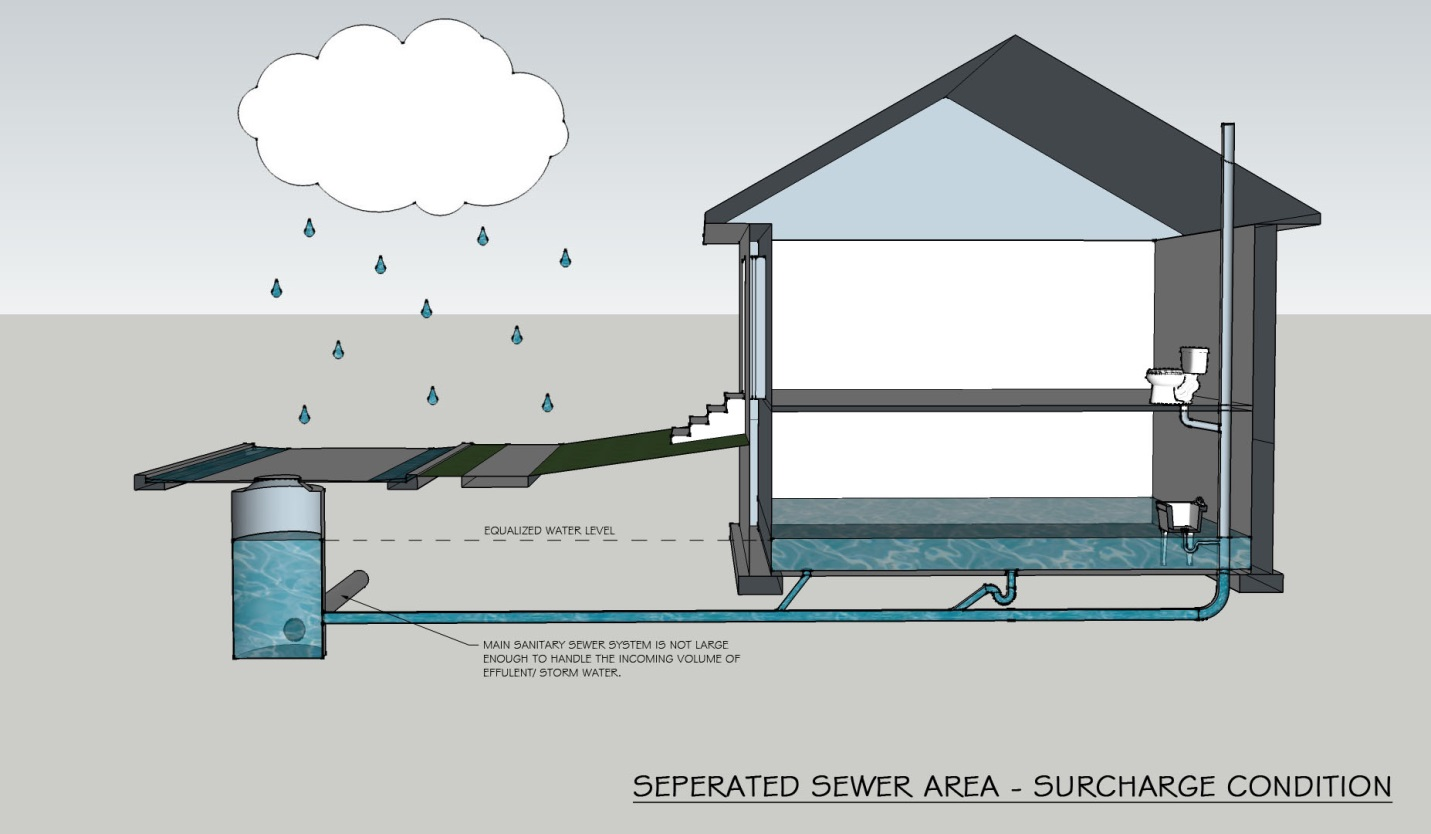 EQUALIZED WATER LEVEL
MAIN SANITARY SEWER SYSTEM IS NOT LARGE
ENOUGH TO HANDLE THE INCOMING VOLUME OF
EFFULENT/ STORM WATER.
SEPERATED SEWER AREA - SURCHARGE CONDITION